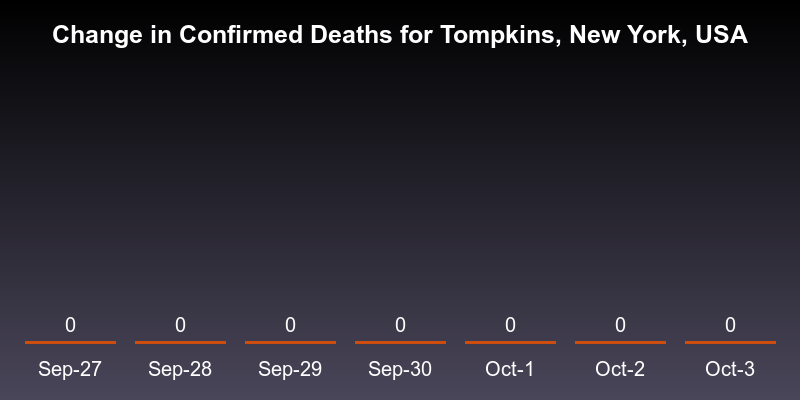 Change in Confirmed Deaths for Tompkins, New York, USA
0 0 0 0 0 0 0
Sep-27 Sep-28 Sep-29 Sep-30 Oct-1 Oct-2 Oct-3